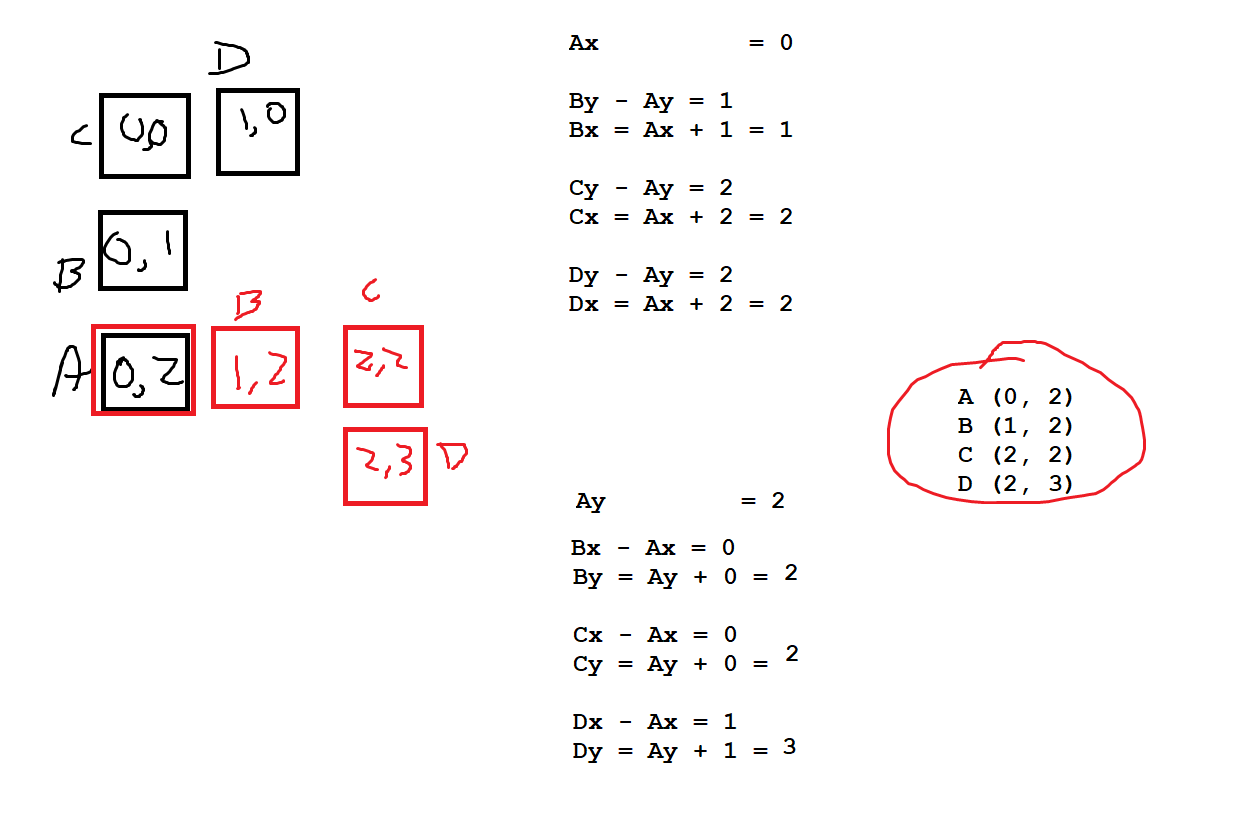 D
C 0,0 1,0
B 0,1
B C
A 0,2 1,2 2,2
2,3 D
Ax = 0
By - Ay = 1
Bx = Ax + 1 = 1
Cy - Ay = 2
Cx = Ax + 2 = 2
Dy - Ay = 2
Dx = Ax + 2 = 2
A (0, 2)
B (1, 2)
C (2, 2)
D (2, 3)
Ay = 2
Bx - Ax = 0
By = Ay + 0 = 2
Cx - Ax = 0
Cy = Ay + 0 = 2
Dx - Ax = 1
Dy = Ay + 1 = 3